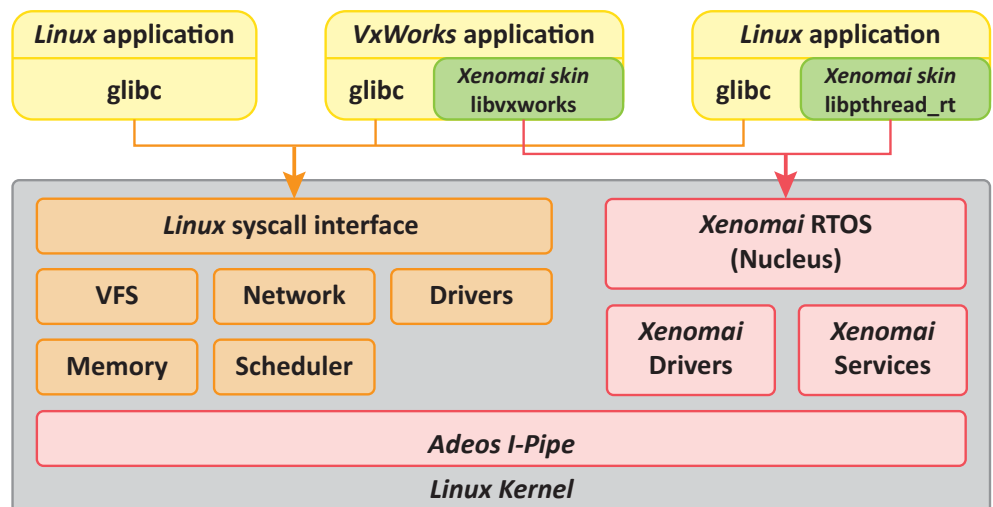 Linux application
glibc
VxWorks application
glibc
Xenomai skin
libvxworks
Linux application
glibc
Xenomai skin
libpthread_rt
Linux syscall interface
VFS
Network
Drivers
Memory
Scheduler
Xenomai RTOS
(Nucleus)
Xenomai
Drivers
Xenomai
Services
Adeos I-Pipe
Linux Kernel